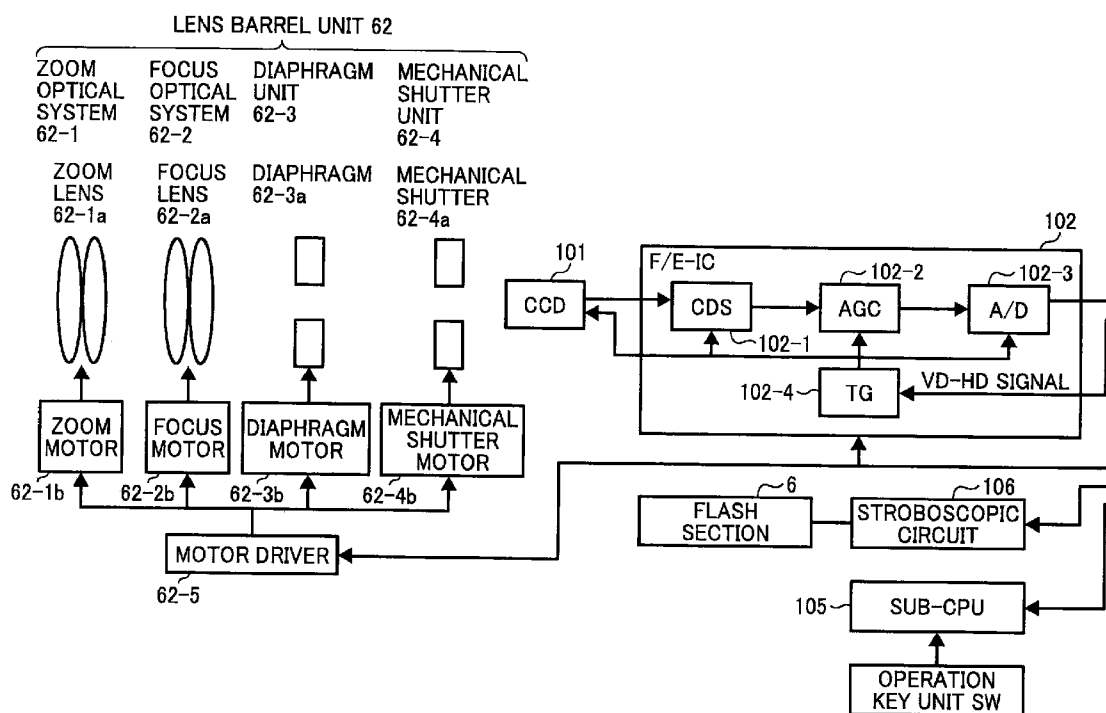 LENS BARREL UNIT 62
ZOOM
OPTICAL
SYSTEM
62-1
FOCUS
OPTICAL
SYSTEM
62-2
DIAPHRAGM
UNIT
62-3
MECHANICAL
SHUTTER
UNIT
62-4
ZOOM
LENS
62-1a
FOCUS
LENS
62-2a
DIAPHRAGM
62-3a
MECHANICAL
SHUTTER
62-4a
ZOOM
MOTOR
62-1b
FOCUS
MOTOR
62-2b
DIAPHRAGM
MOTOR
62-3b
MECHANICAL
SHUTTER
MOTOR
62-4b
MOTOR DRIVER
62-5
101
CCD
102
F/E-IC
CDS
102-1
102-2
AGC
102-3
A/D
102-4
TG
VD-HD SIGNAL
6
FLASH
SECTION
106
STROBOSCOPIC
CIRCUIT
105
SUB-CPU
OPERATION
KEY UNIT SW